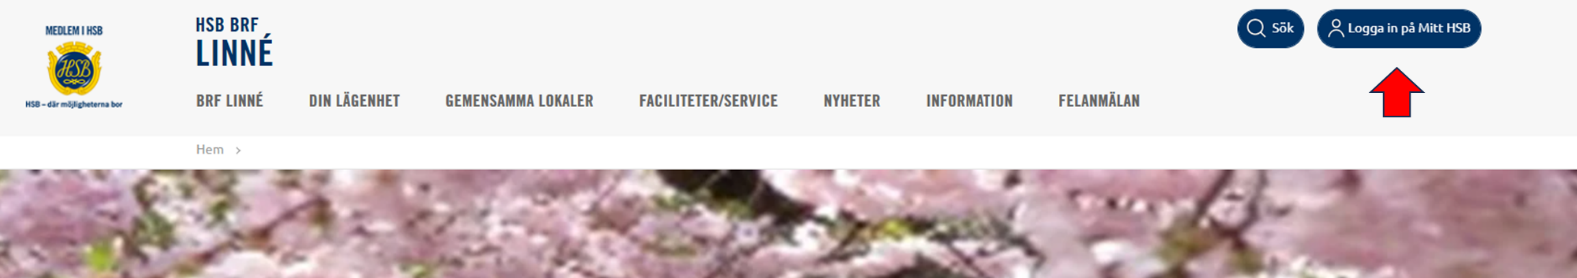 MEDLEM I HSB
HSB
HSB – där möjligheterna bor
HSB BRF
LINNÉ
Sök
Logga in på Mitt HSB
BRF LINNÉ
DIN LÄGENHET
GEMENSAMMA LOKALER
FACILITETER/SERVICE
NYHETER
INFORMATION
FELANMÄLAN
Hem >